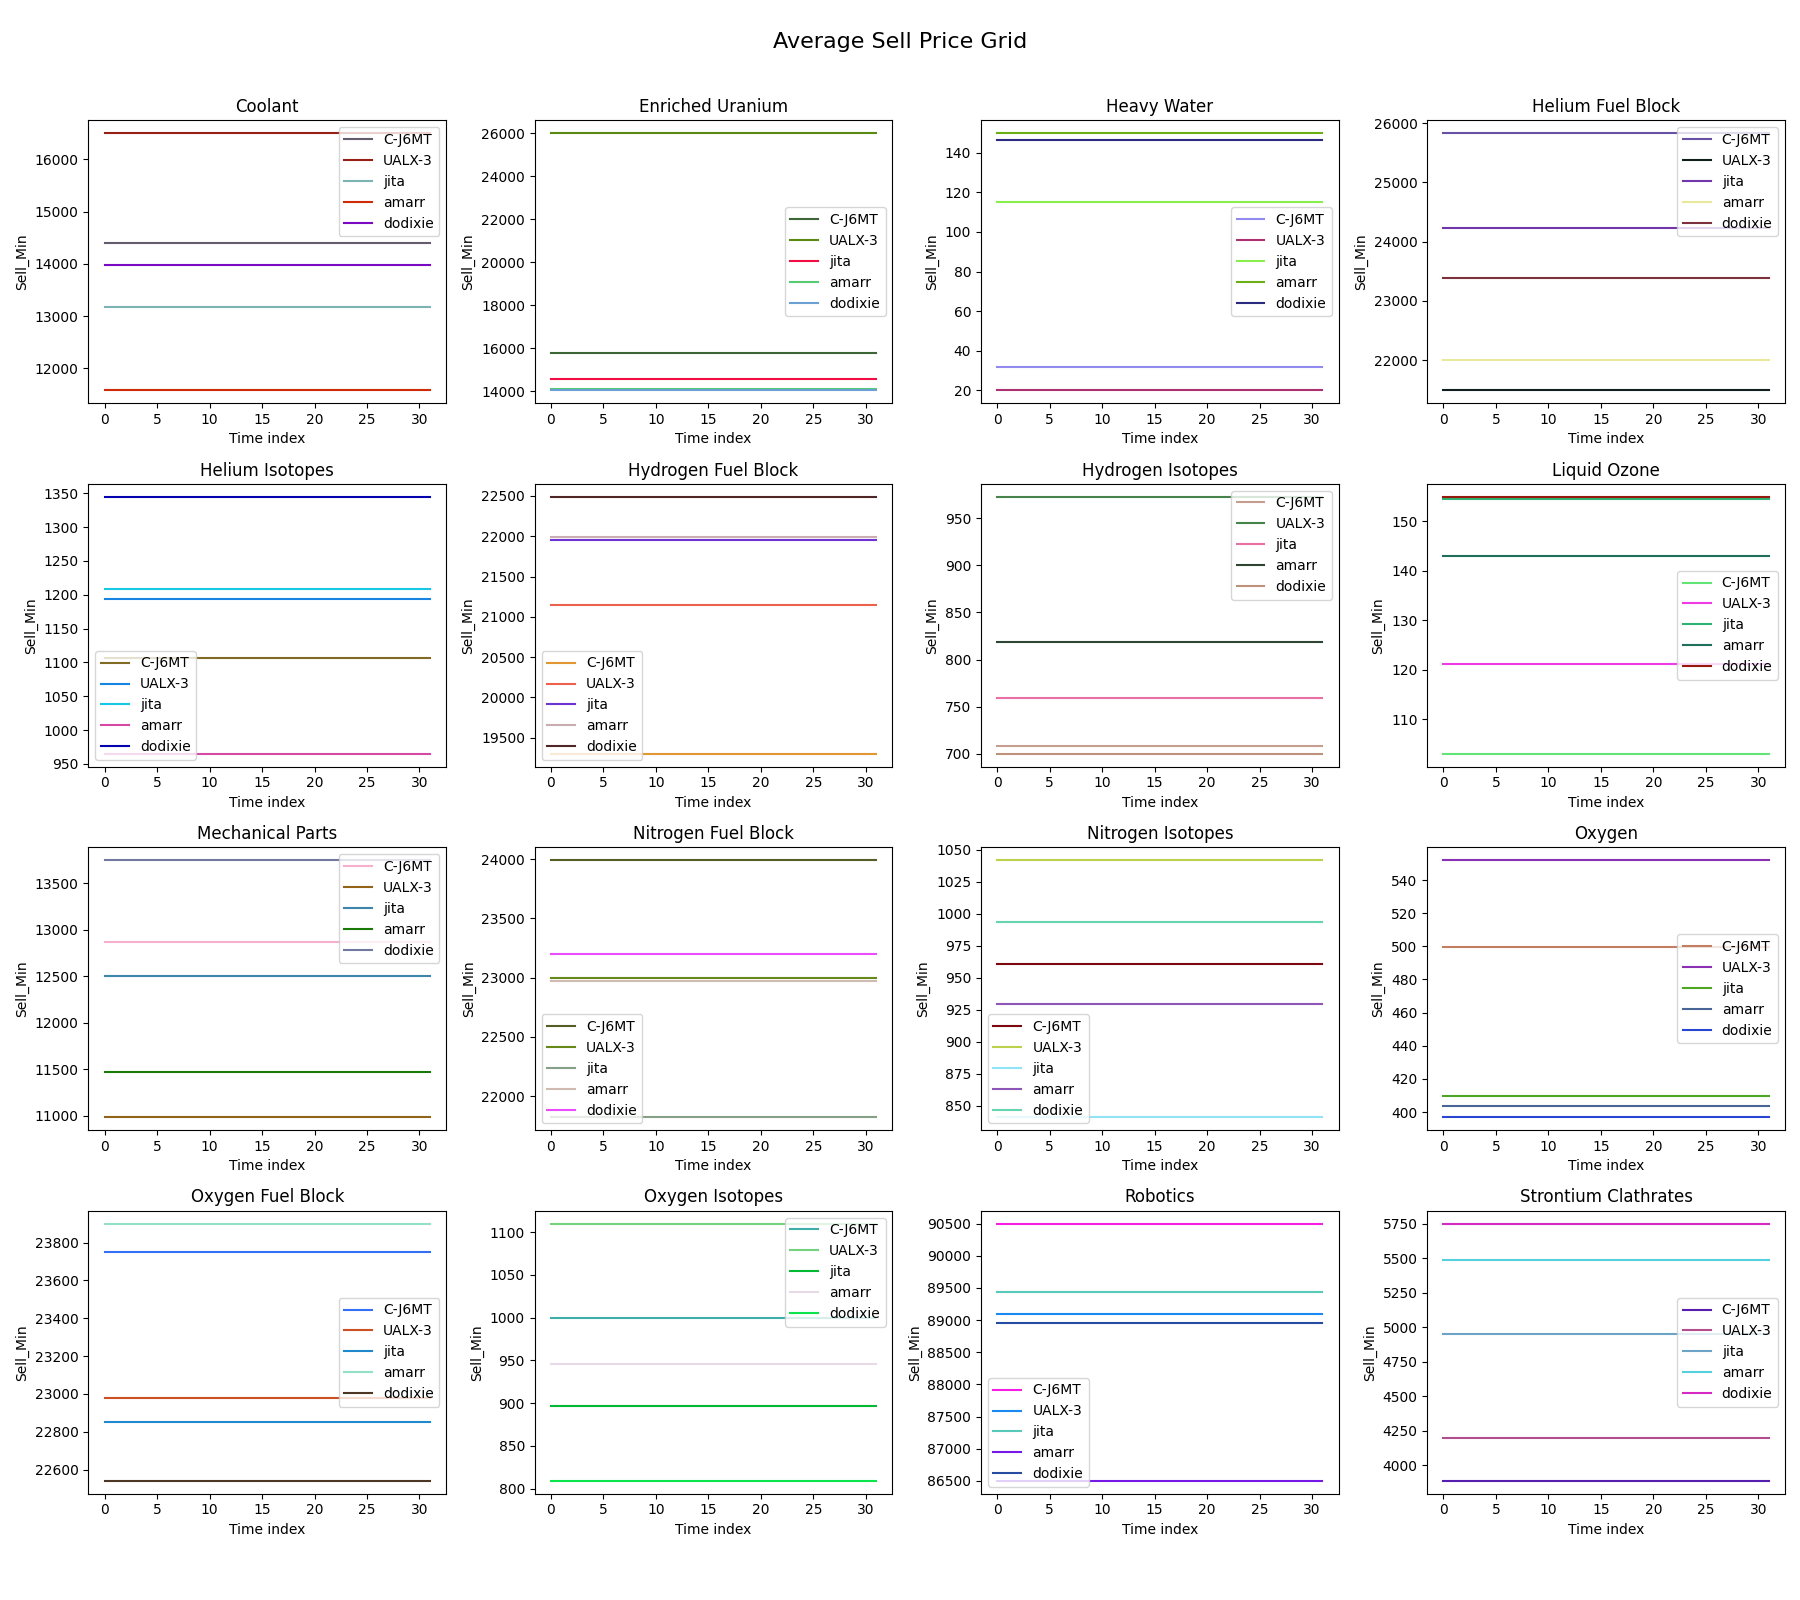 Average Sell Price Grid
Coolant
Sell_Min
16000
15000
14000
13000
12000
C-J6MT
UALX-3
jita
amarr
dodixie
0 5 10 15 20 25 30
Time index
Enriched Uranium
Sell_Min
26000
24000
22000
20000
18000
16000
14000
C-J6MT
UALX-3
jita
amarr
dodixie
0 5 10 15 20 25 30
Time index
Heavy Water
Sell_Min
140
120
100
80
60
40
20
C-J6MT
UALX-3
jita
amarr
dodixie
0 5 10 15 20 25 30
Time index
Helium Fuel Block
Sell_Min
26000
25000
24000
23000
22000
C-J6MT
UALX-3
jita
amarr
dodixie
0 5 10 15 20 25 30
Time index
Helium Isotopes
Sell_Min
1350
1300
1250
1200
1150
1100
1050
1000
950
C-J6MT
UALX-3
jita
amarr
dodixie
0 5 10 15 20 25 30
Time index
Hydrogen Fuel Block
Sell_Min
22500
22000
21500
21000
20500
20000
19500
C-J6MT
UALX-3
jita
amarr
dodixie
0 5 10 15 20 25 30
Time index
Hydrogen Isotopes
Sell_Min
950
900
850
800
750
700
C-J6MT
UALX-3
jita
amarr
dodixie
0 5 10 15 20 25 30
Time index
Liquid Ozone
Sell_Min
150
140
130
120
110
C-J6MT
UALX-3
jita
amarr
dodixie
0 5 10 15 20 25 30
Time index
Mechanical Parts
Sell_Min
13500
13000
12500
12000
11500
11000
C-J6MT
UALX-3
jita
amarr
dodixie
0 5 10 15 20 25 30
Time index
Nitrogen Fuel Block
Sell_Min
24000
23500
23000
22500
22000
C-J6MT
UALX-3
jita
amarr
dodixie
0 5 10 15 20 25 30
Time index
Nitrogen Isotopes
Sell_Min
1050
1025
1000
975
950
925
900
875
850
C-J6MT
UALX-3
jita
amarr
dodixie
0 5 10 15 20 25 30
Time index
Oxygen
Sell_Min
540
520
500
480
460
440
420
400
C-J6MT
UALX-3
jita
amarr
dodixie
0 5 10 15 20 25 30
Time index
Oxygen Fuel Block
Sell_Min
23800
23600
23400
23200
23000
22800
22600
C-J6MT
UALX-3
jita
amarr
dodixie
0 5 10 15 20 25 30
Time index
Oxygen Isotopes
Sell_Min
1100
1050
1000
950
900
850
800
C-J6MT
UALX-3
jita
amarr
dodixie
0 5 10 15 20 25 30
Time index
Robotics
Sell_Min
90500
90000
89500
89000
88500
88000
87500
87000
86500
C-J6MT
UALX-3
jita
amarr
dodixie
0 5 10 15 20 25 30
Time index
Strontium Clathrates
Sell_Min
5750
5500
5250
5000
4750
4500
4250
4000
C-J6MT
UALX-3
jita
amarr
dodixie
0 5 10 15 20 25 30
Time index